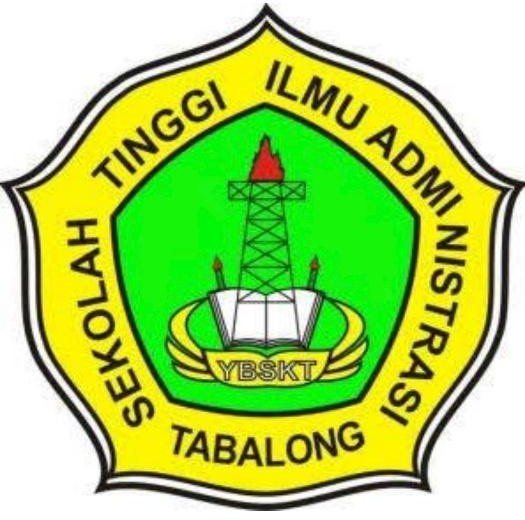 SEKOLAH TINGGI ILMU ADMINISTRASI
TABALONG
YBSKT